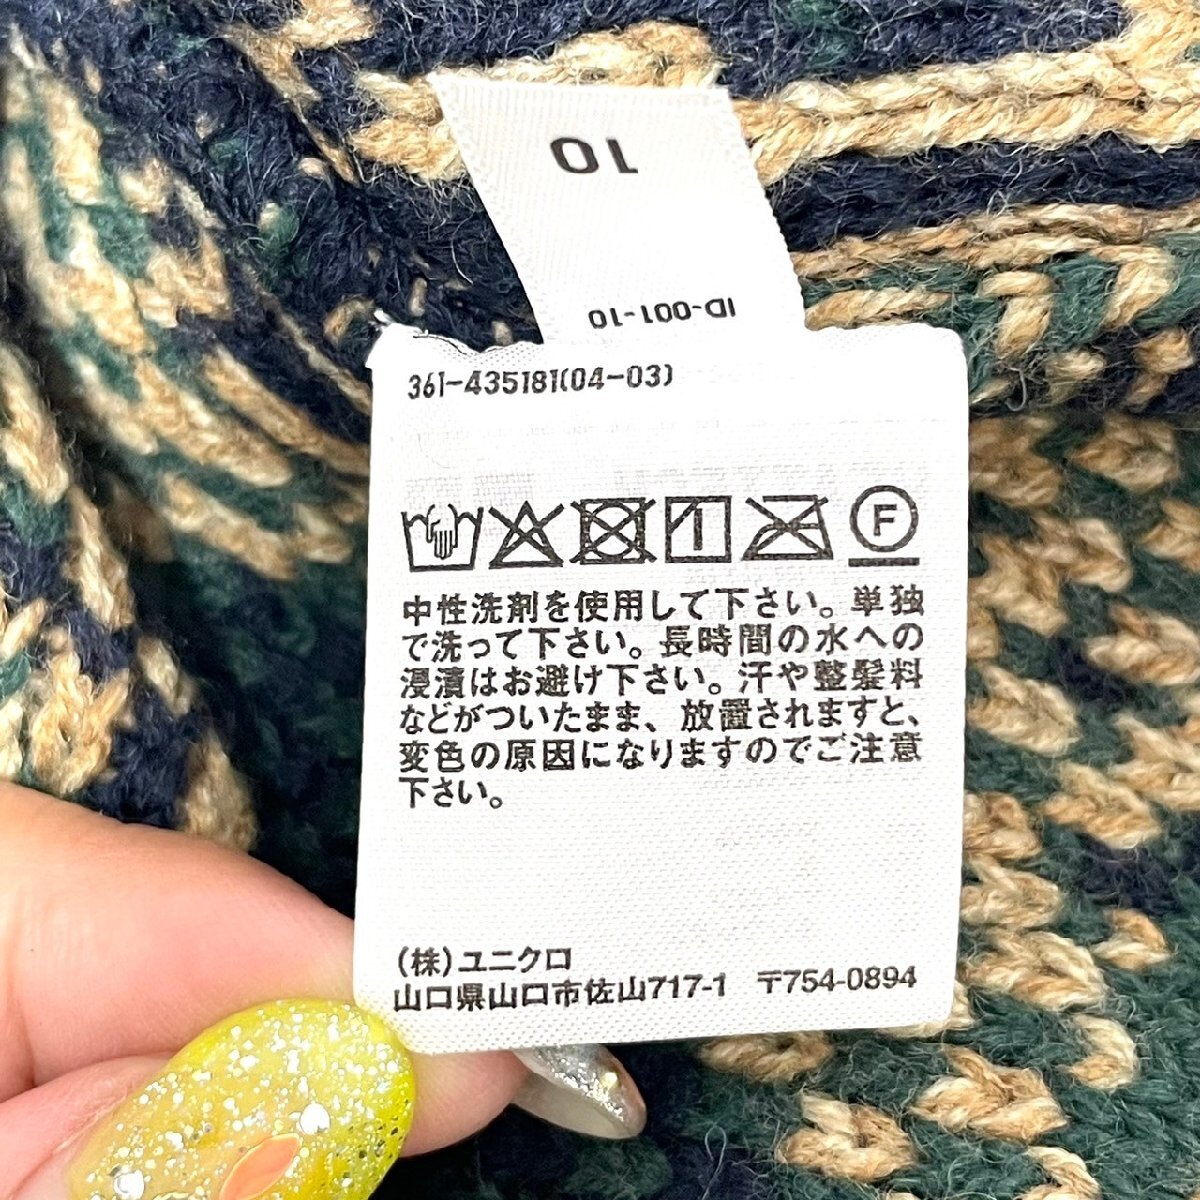 10
ID-001-10
361-435181(04-03)
F
中性洗剤を使用して下さい。単独
で洗って下さい。長時間の水への
浸漬はお避け下さい。汗や整髪料
などがついたまま、放置されますと、
変色の原因になりますのでご注意
下さい。
(株)ユニクロ
山口県山口市佐山717-1 〒754-0894